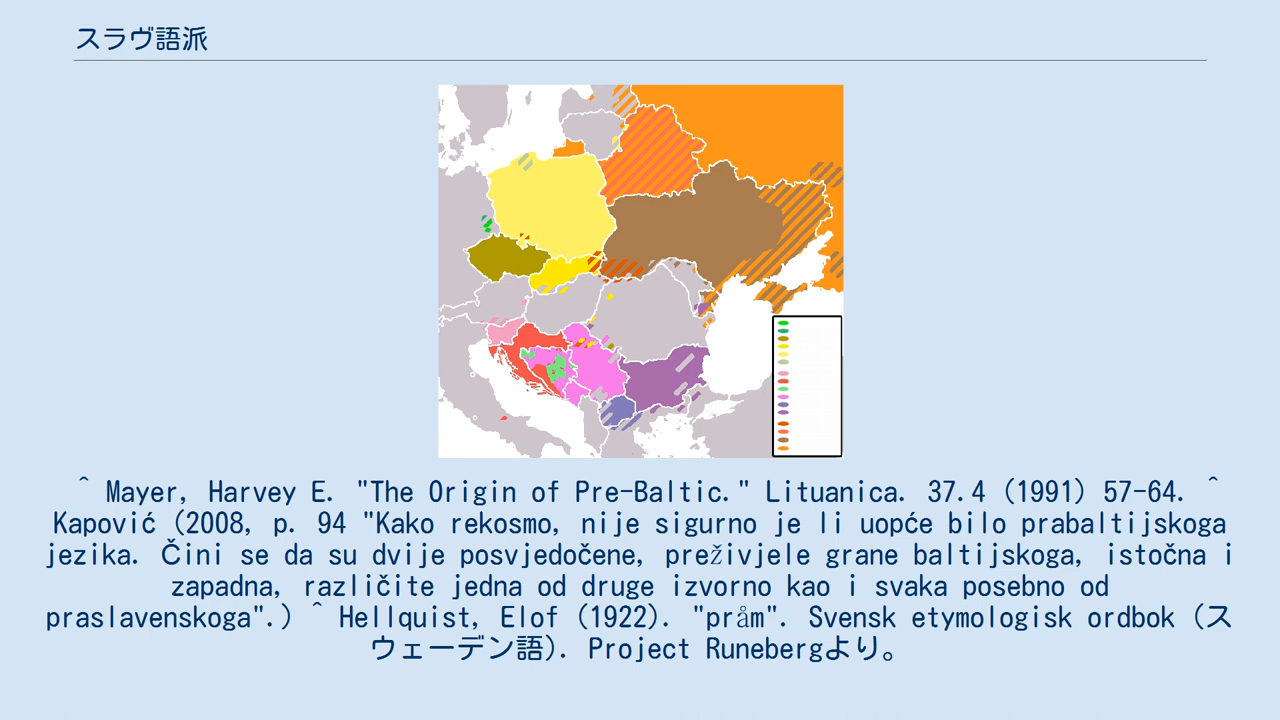 スラヴ語派
^ Mayer, Harvey E. "The Origin of Pre-Baltic." Lituanica. 37.4 (1991) 57-64. ^
Kapović (2008, p. 94 "Kako rekosmo, nije sigurno je li uopće bilo prabaltijskoga
jezika. Čini se da su dvije posvjedočene, preživjele grane baltijskoga, istočna i
zapadna, različite jedna od druge izvorno kao i svaka posebno od
praslavenskoga".) ^ Hellquist, Elof (1922). "pråm". Svensk etymologisk ordbok (ス
ウェーデン語). Project Runebergより。